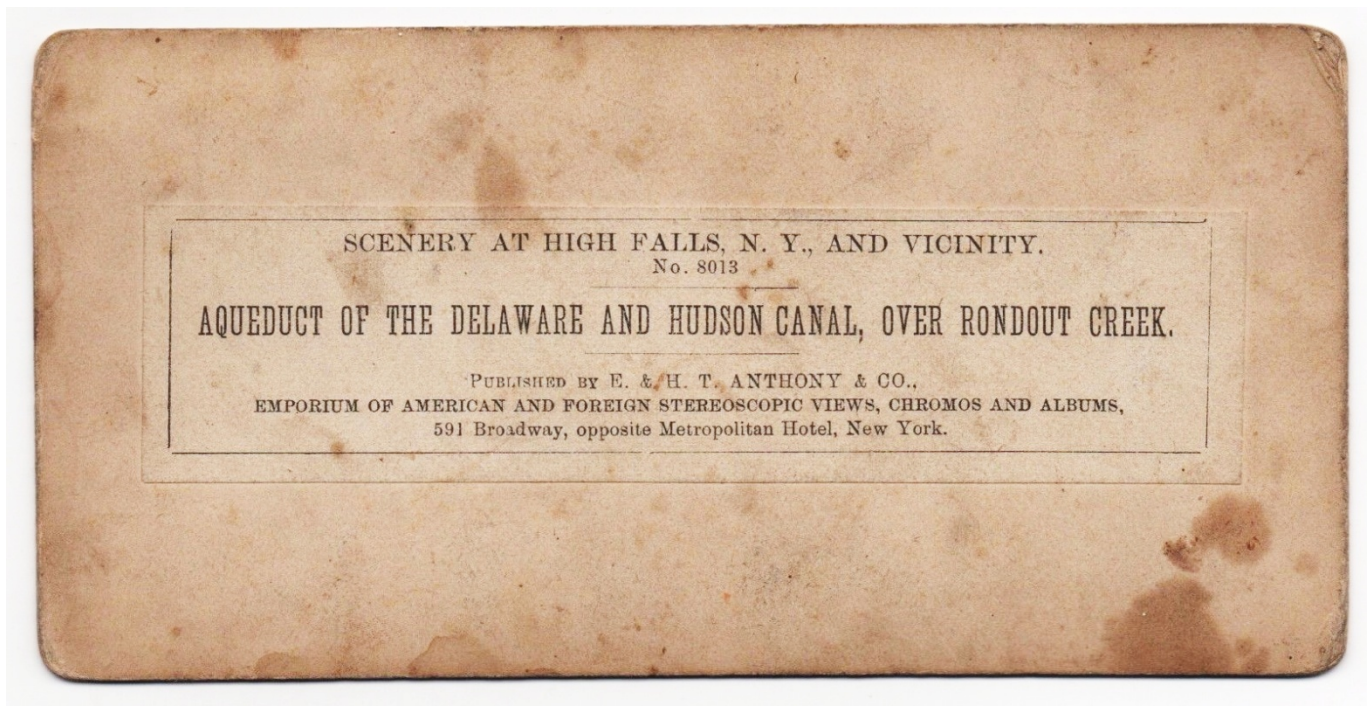 SCENERY AT HIGH FALLS, N. Y., AND VICINITY.
No. 8013
AQUEDUCT OF THE DELAWARE AND HUDSON CANAL, OVER RONDOUT CREEK.
PUBLISHED BY E. & H. T. ANTHONY & CO.,
EMPORIUM OF AMERICAN AND FOREIGN STEREOSCOPIC VIEWS, CHROMOS AND ALBUMS,
591 Broadway, opposite Metropolitan Hotel, New York.